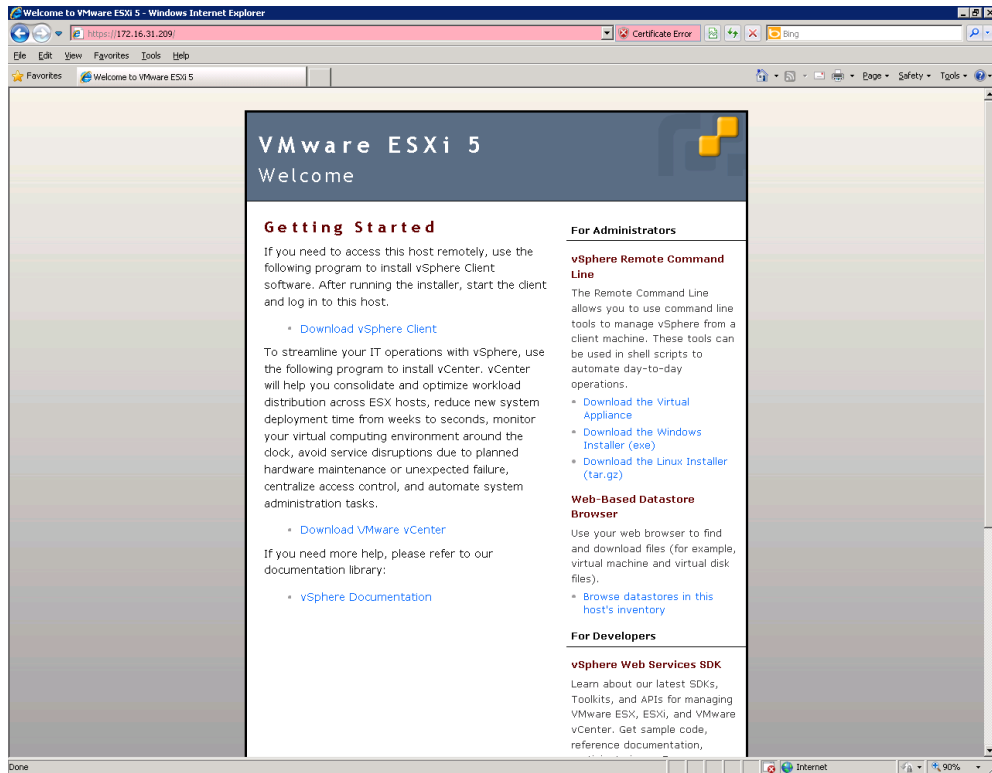 Welcome to VMware ESXi 5 - Windows Internet Explorer
https://172.16.31.209/
Certificate Error
Bing
File Edit View Favorites Tools Help
Favorites
Welcome to VMware ESXi 5
Page
Safety
Tools
VMware ESXi 5
Welcome
Getting Started
If you need to access this host remotely, use the
following program to install vSphere Client
software. After running the installer, start the client
and log in to this host.
Download vSphere Client
To streamline your IT operations with vSphere, use
the following program to install vCenter. vCenter
will help you consolidate and optimize workload
distribution across ESX hosts, reduce new system
deployment time from weeks to seconds, monitor
your virtual computing environment around the
clock, avoid service disruptions due to planned
hardware maintenance or unexpected failure,
centralize access control, and automate system
administration tasks.
Download VMware vCenter
If you need more help, please refer to our
documentation library:
vSphere Documentation
For Administrators
vSphere Remote Command
Line
The Remote Command Line
allows you to use command line
tools to manage vSphere from a
client machine. These tools can
be used in shell scripts to
automate day-to-day
operations.
Download the Virtual
Appliance
Download the Windows
Installer (exe)
Download the Linux Installer
(tar.gz)
Web-Based Datastore
Browser
Use your web browser to find
and download files (for example,
virtual machine and virtual disk
files).
Browse datastores in this
host's inventory
For Developers
vSphere Web Services SDK
Learn about our latest SDKs,
Toolkits, and APIs for managing
VMware ESX, ESXi, and VMware
vCenter. Get sample code,
reference documentation,
Done
Internet
90%